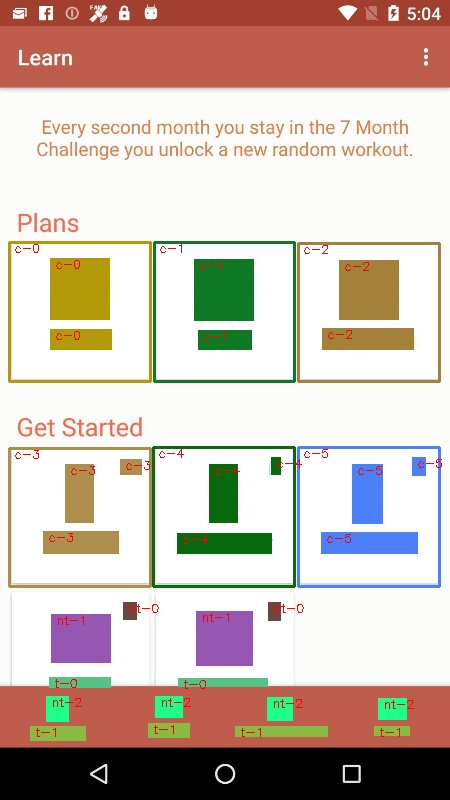 FAKE
5:04
Learn
Every second month you stay in the 7 Month
Challenge you unlock a new random workout.
Plans
c-0 c-1 c-2
c-0 c-1 c-2
c-0 c-1 c-2
Get Started
c-3 c-4 c-5
c-3 c-3 c-4 c-4 c-5 c-5
c-3 c-4 c-5
nt-0 nt-0
nt-1 nt-1
t-0 t-0
nt-2 nt-2 nt-2 nt-2
t-1 t-1 t-1 t-1